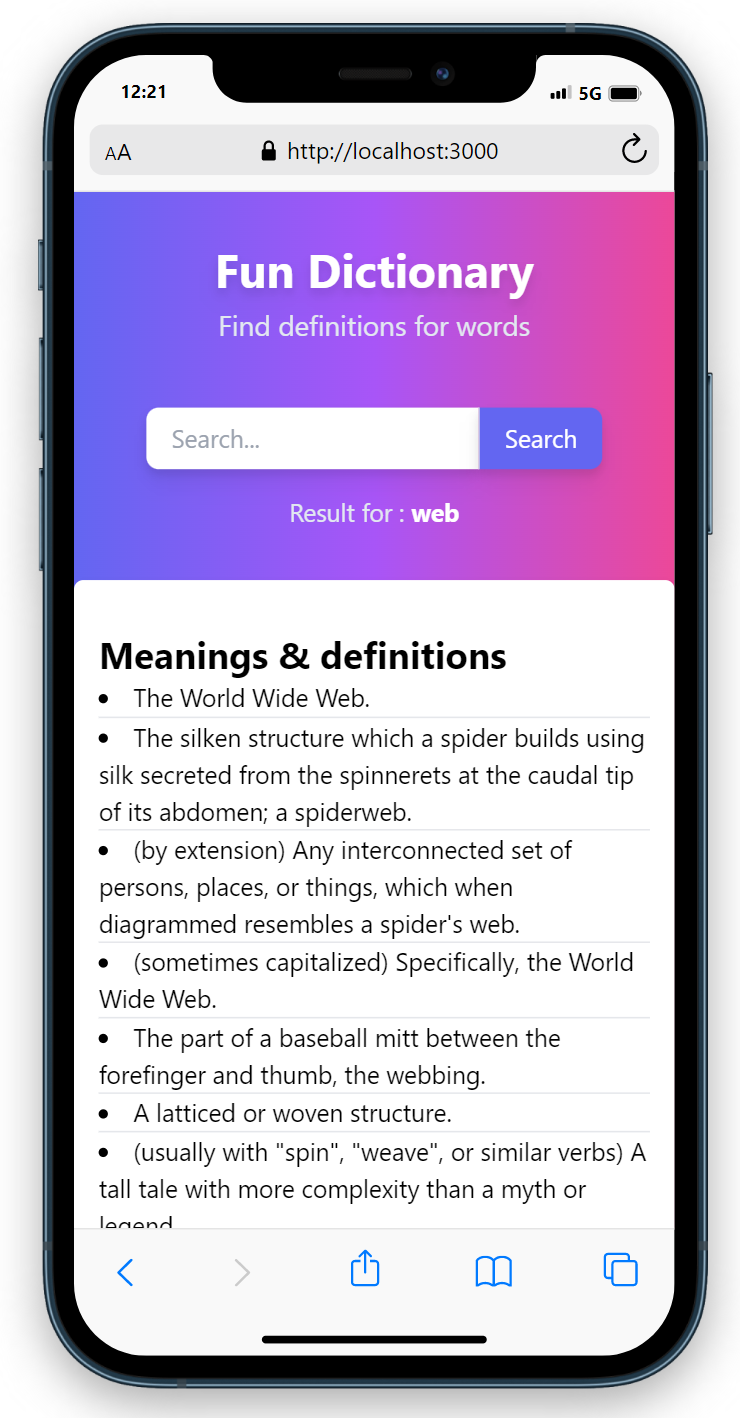 12:21
5G
AA
http://localhost:3000
Fun Dictionary
Find definitions for words
Search...
Search
Result for : web
Meanings & definitions
• The World Wide Web.
• The silken structure which a spider builds using
silk secreted from the spinnerets at the caudal tip
of its abdomen; a spiderweb.
• (by extension) Any interconnected set of
persons, places, or things, which when
diagrammed resembles a spider's web.
• (sometimes capitalized) Specifically, the World
Wide Web.
• The part of a baseball mitt between the
forefinger and thumb, the webbing.
• A latticed or woven structure.
• (usually with "spin", "weave", or similar verbs) A
tall tale with more complexity than a myth or
legend